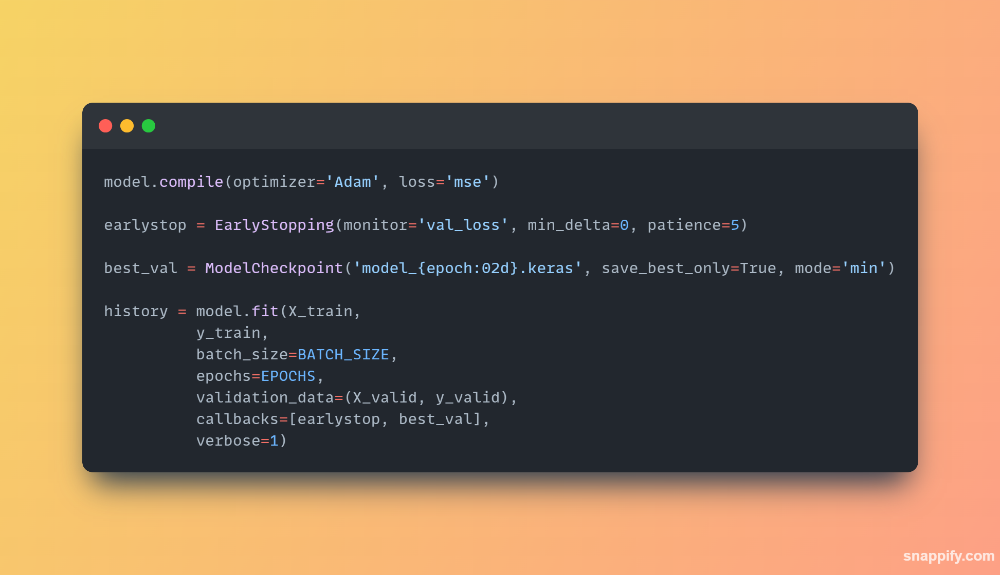 model.compile(optimizer='Adam', loss='mse')
earlystop = EarlyStopping(monitor='val_loss', min_delta=0, patience=5)
best_val = ModelCheckpoint('model_{epoch:02d}.keras', save_best_only=True, mode='min')
history = model.fit(X_train,
          y_train,
          batch_size=BATCH_SIZE,
          epochs=EPOCHS,
          validation_data=(X_valid, y_valid),
          callbacks=[earlystop, best_val],
          verbose=1)
snappify.com